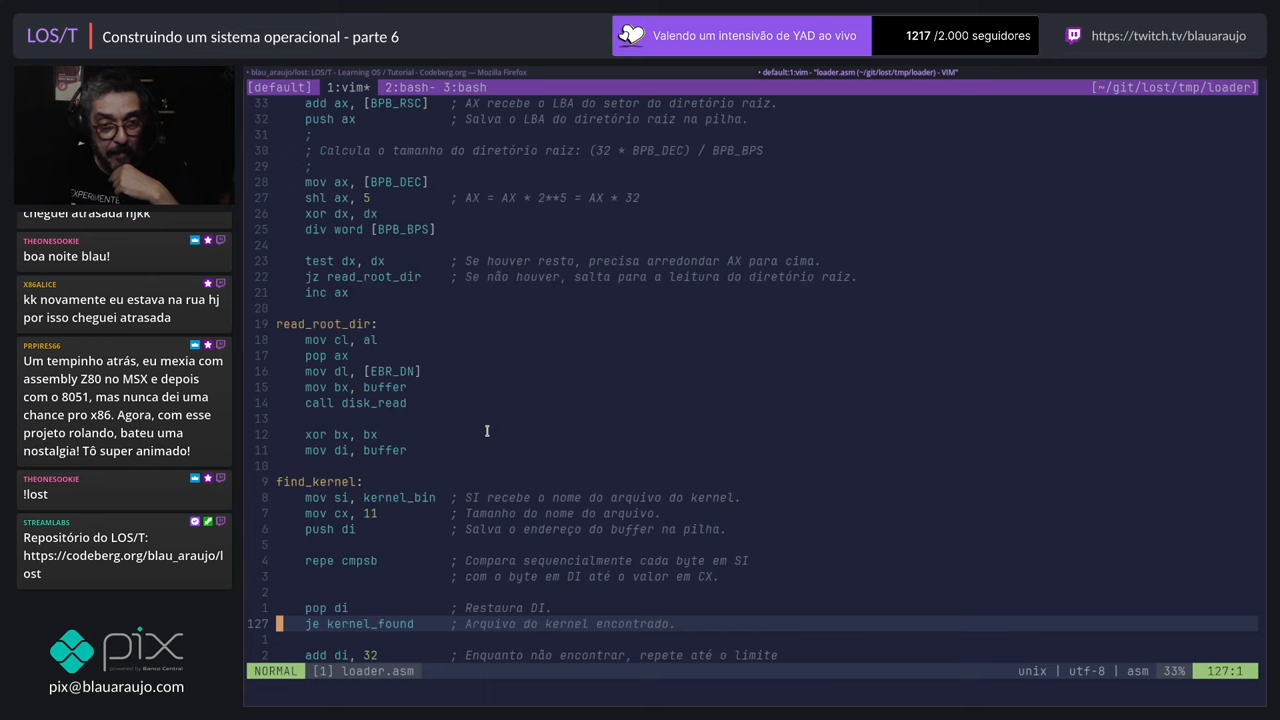 LOS/T
Construindo um sistema operacional - parte 6
Valendo um intensivão de YAD ao vivo
1217 /2.000 seguidores
https://twitch.tv/blauaraujo
• blau_araujo/lost: LOS/T - Learning OS / Tutorial - Codeberg.org — Mozilla Firefox
• default:1:vim - "loader.asm (~/git/lost/tmp/loader) - VIM"
[default] 1:vim* 2:bash- 3:bash [~/git/lost/tmp/loader]
33 add ax, [BPB_RSC] ; AX recebe o LBA do setor do diretório raiz.
32 push ax ; Salva o LBA do diretório raiz na pilha.
31 ;
30 ; Calcula o tamanho do diretório raiz: (32 * BPB_DEC) / BPB_BPS
29 ;
28 mov ax, [BPB_DEC]
27 shl ax, 5 ; AX = AX * 2**5 = AX * 32
26 xor dx, dx
25 div word [BPB_BPS]
24
23 test dx, dx ; Se houver resto, precisa arredondar AX para cima.
22 jz read_root_dir ; Se não houver, salta para a leitura do diretório raiz.
21 inc ax
20
19 read_root_dir:
18 mov cl, al
17 pop ax
16 mov dl, [EBR_DN]
15 mov bx, buffer
14 call disk_read
13
12 xor bx, bx
11 mov di, buffer
10
9 find_kernel:
8 mov si, kernel_bin ; SI recebe o nome do arquivo do kernel.
7 mov cx, 11 ; Tamanho do nome do arquivo.
6 push di ; Salva o endereço do buffer na pilha.
5
4 repe cmpsb ; Compara sequencialmente cada byte em SI
3 ; com o byte em DI até o valor em CX.
2
1 pop di ; Restaura DI.
127 je kernel_found ; Arquivo do kernel encontrado.
1
2 add di, 32 ; Enquanto não encontrar, repete até o limite
NORMAL [1] loader.asm unix | utf-8 | asm 33% 127:1
EXPERIMENTE
cheguei atrasada hjkk
THEONESOOKIE
boa noite blau!
X86ALICE
kk novamente eu estava na rua hj
por isso cheguei atrasada
PRPIRES66
Um tempinho atrás, eu mexia com
assembly Z80 no MSX e depois
com o 8051, mas nunca dei uma
chance pro x86. Agora, com esse
projeto rolando, bateu uma
nostalgia! Tô super animado!
THEONESOOKIE
!lost
STREAMLABS
Repositório do LOS/T:
https://codeberg.org/blau_araujo/l
ost
pix
powered by Banco Central
pix@blauaraujo.com